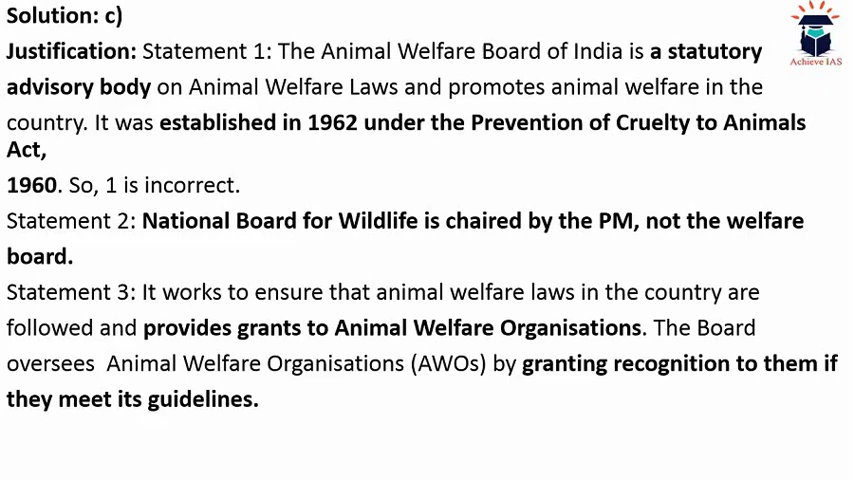 Solution: c)
Justification: Statement 1: The Animal Welfare Board of India is a statutory
advisory body on Animal Welfare Laws and promotes animal welfare in the
country. It was established in 1962 under the Prevention of Cruelty to Animals
Act,
1960. So, 1 is incorrect.
Statement 2: National Board for Wildlife is chaired by the PM, not the welfare
board.
Statement 3: It works to ensure that animal welfare laws in the country are
followed and provides grants to Animal Welfare Organisations. The Board
oversees  Animal Welfare Organisations (AWOs) by granting recognition to them if
they meet its guidelines.
Achieve IAS